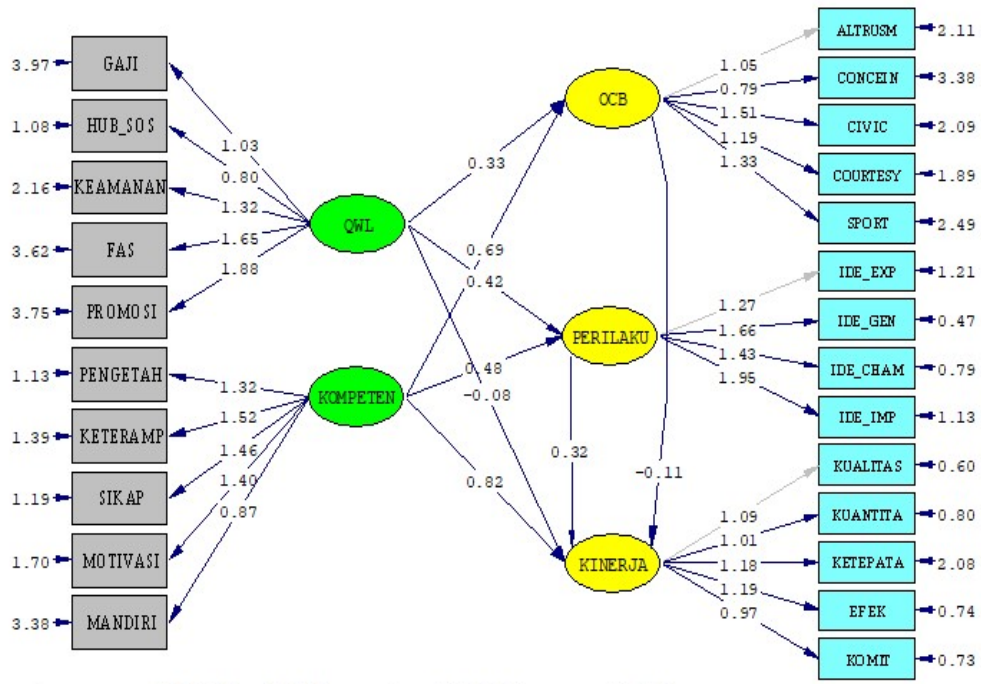 3.97 GAJI
1.08 HUB_SOS
2.16 KEAMANAN
3.62 FAS
3.75 PROMOSI
1.13 PENGETAH
1.39 KETERAMP
1.19 SIKAP
1.70 MOTIVASI
3.38 MANDIRI
1.03
0.80
1.32
1.65
1.88
1.32
1.52
1.46
1.40
0.87
QWL
KOMPETEN
0.33
0.69
0.42
0.48
-0.08
0.82
OCB
PERILAKU
KINERJA
0.32
-0.11
1.05
0.79
1.51
1.19
1.33
1.27
1.66
1.43
1.95
1.09
1.01
1.18
1.19
0.97
ALTRUSM 2.11
CONCEIN 3.38
CIVIC 2.09
COURTESY 1.89
SPORT 2.49
IDE_EXP 1.21
IDE_GEN 0.47
IDE_CHAM 0.79
IDE_IMP 1.13
KUALITAS 0.60
KUANTITA 0.80
KETEPATA 2.08
EFEK 0.74
KOMIT 0.73